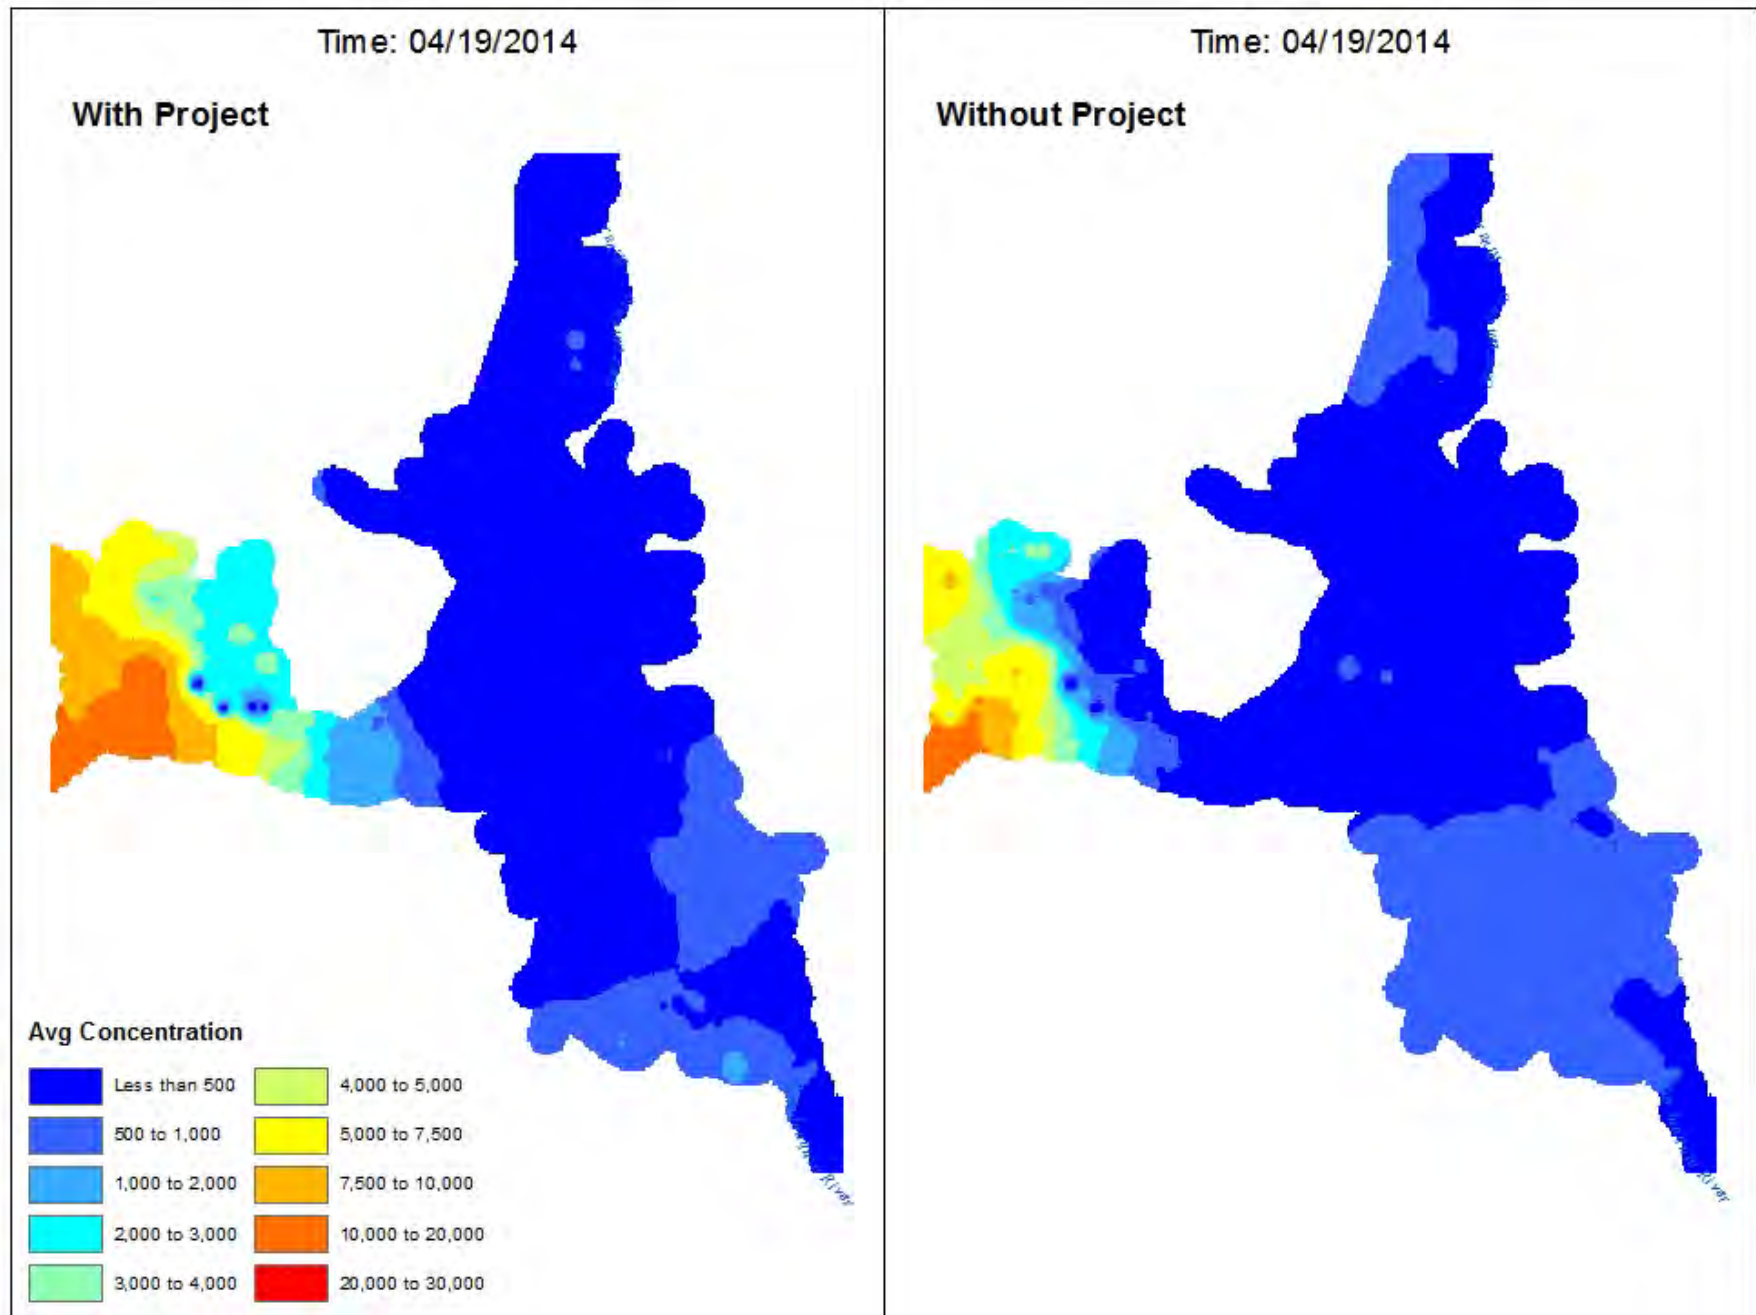 Time: 04/19/2014
With Project
Avg Concentration
Less than 500
500 to 1,000
1,000 to 2,000
2,000 to 3,000
3,000 to 4,000
4,000 to 5,000
5,000 to 7,500
7,500 to 10,000
10,000 to 20,000
20,000 to 30,000
River
Time: 04/19/2014
Without Project
River